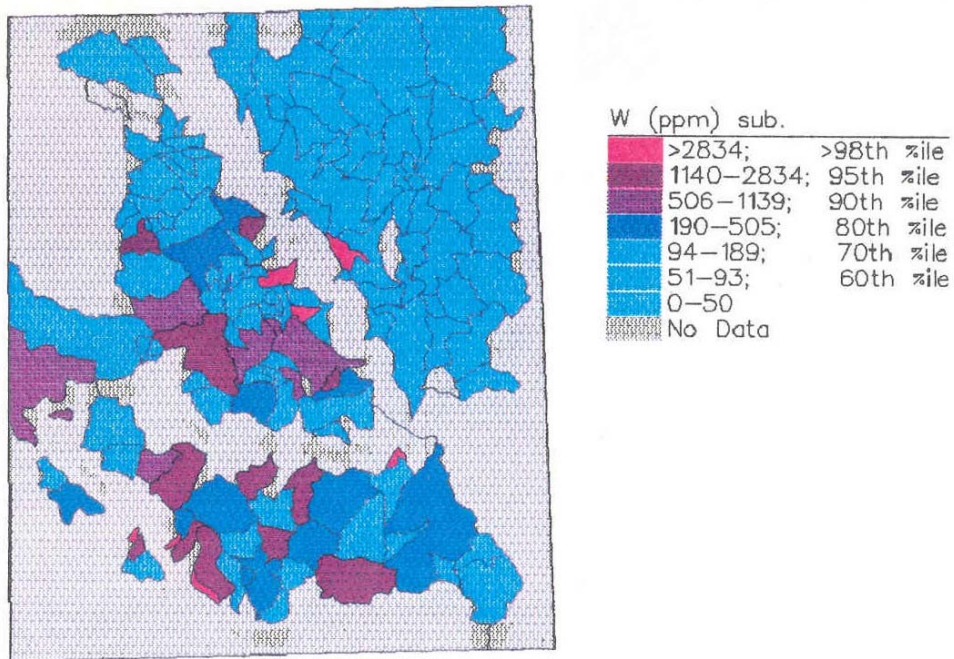 W (ppm) sub.
>2834; >98th %ile
1140–2834; 95th %ile
506–1139; 90th %ile
190–505; 80th %ile
94–189; 70th %ile
51–93; 60th %ile
0–50
No Data